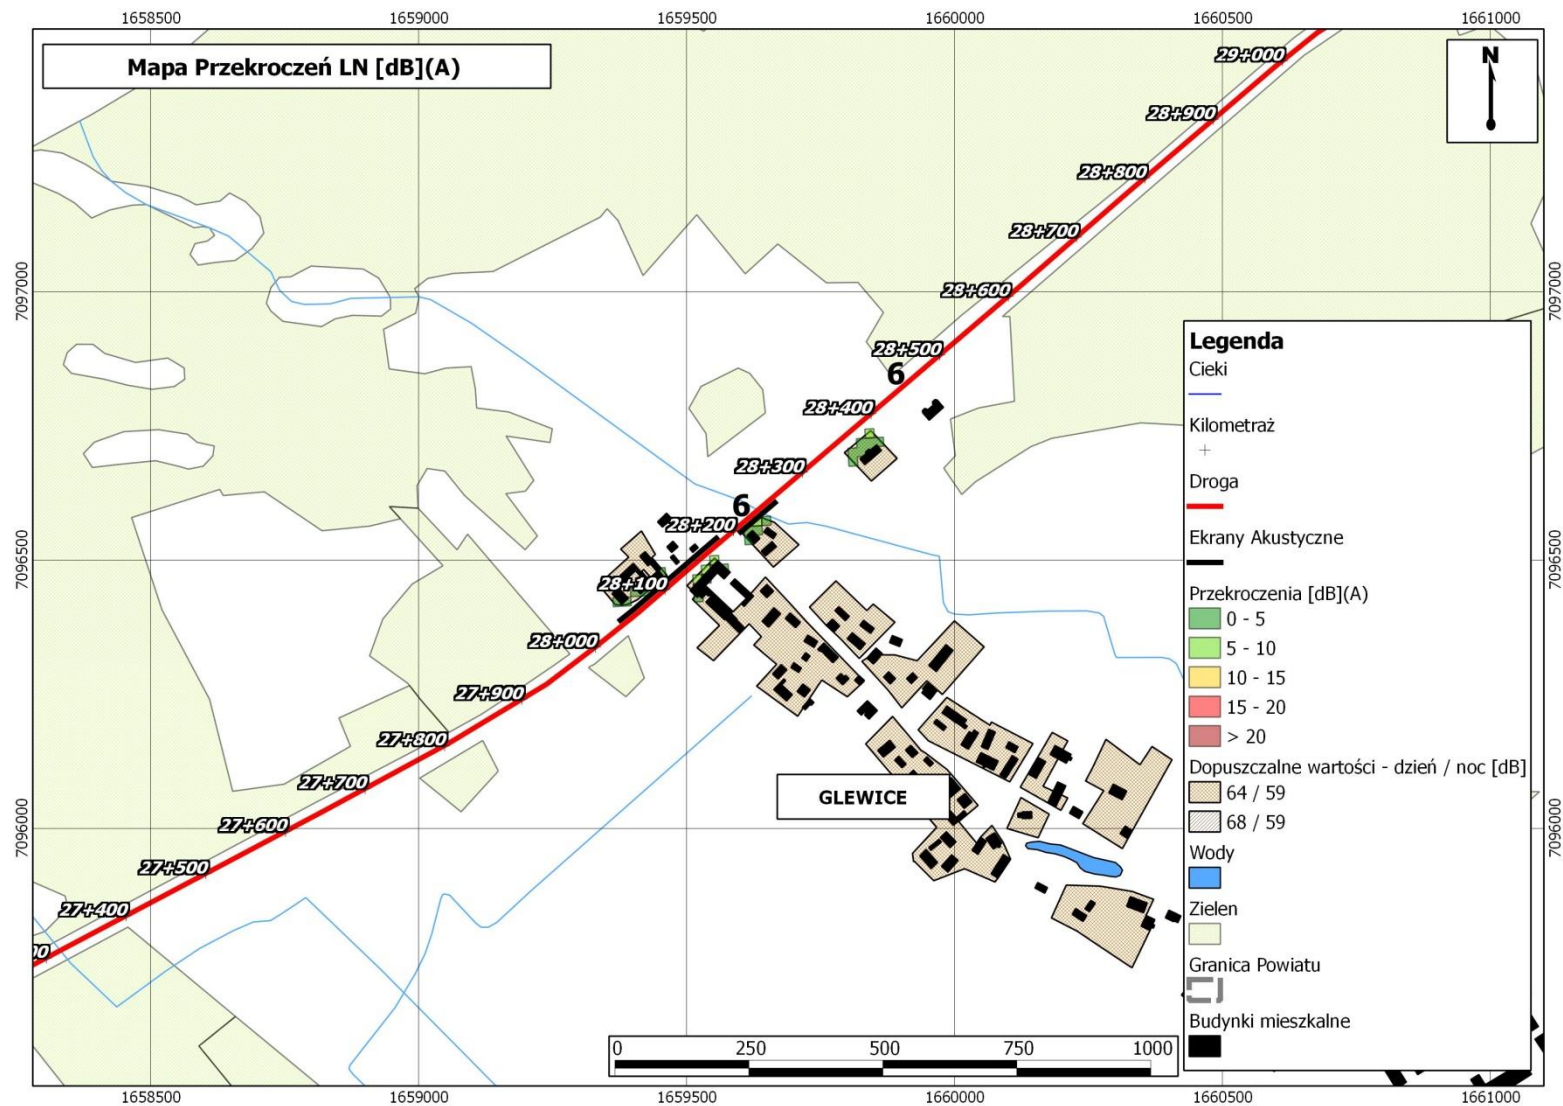 1658500 1659000 1659500 1660000 1660500 1661000
Mapa Przekroczeń LN [dB](A)
N
29+000
28+900
28+800
28+700
28+600
28+500
6
28+400
28+300
6
28+200
28+100
28+000
27+900
27+800
27+700
27+600
27+500
27+400
00
7097000
7096500
7096000
7097000
7096500
7096000
GLEWICE
Legenda
Cieki
Kilometraż
Droga
Ekrany Akustyczne
Przekroczenia [dB](A)
0 - 5
5 - 10
10 - 15
15 - 20
> 20
Dopuszczalne wartości - dzień / noc [dB]
64 / 59
68 / 59
Wody
Zielen
Granica Powiatu
Budynki mieszkalne
0 250 500 750 1000
1658500 1659000 1659500 1660000 1660500 1661000